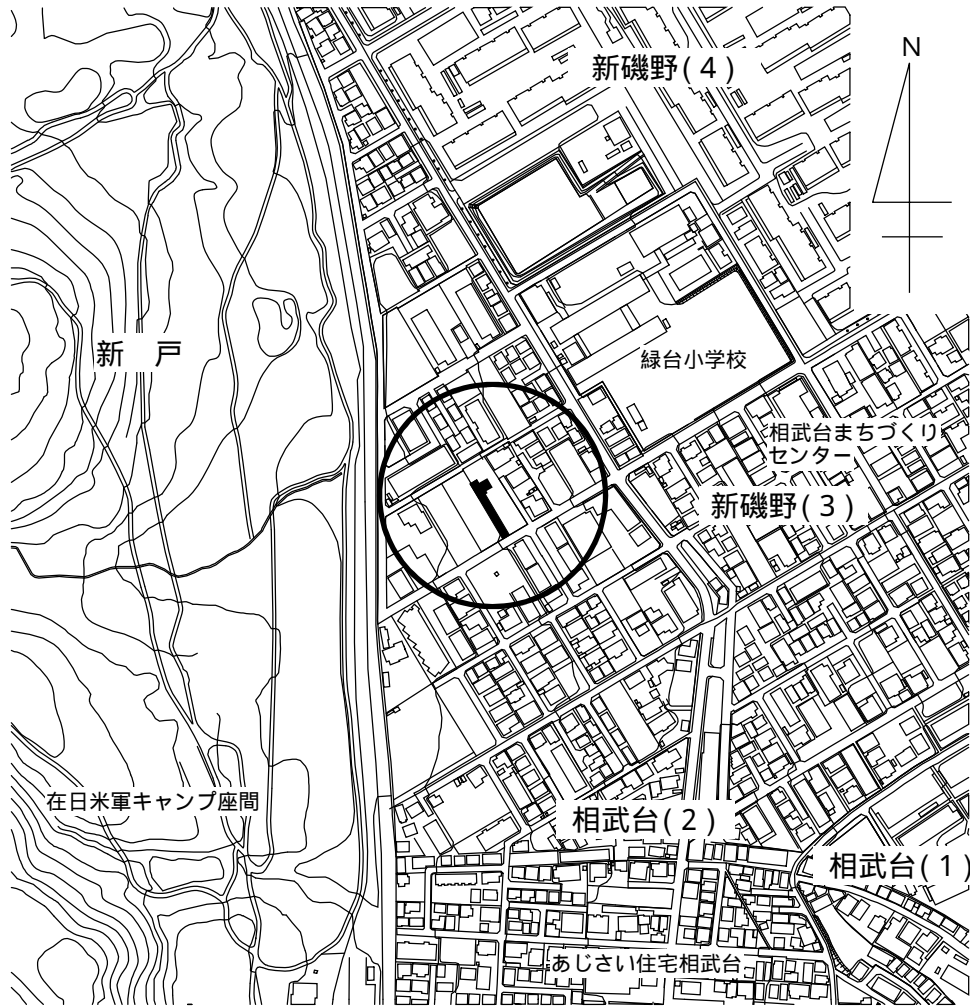 新磯野(4)
N
新 戸
緑台小学校
相武台まちづくり
センター
新磯野(3)
在日米軍キャンプ座間
相武台(2)
相武台(1)
あじさい住宅相武台